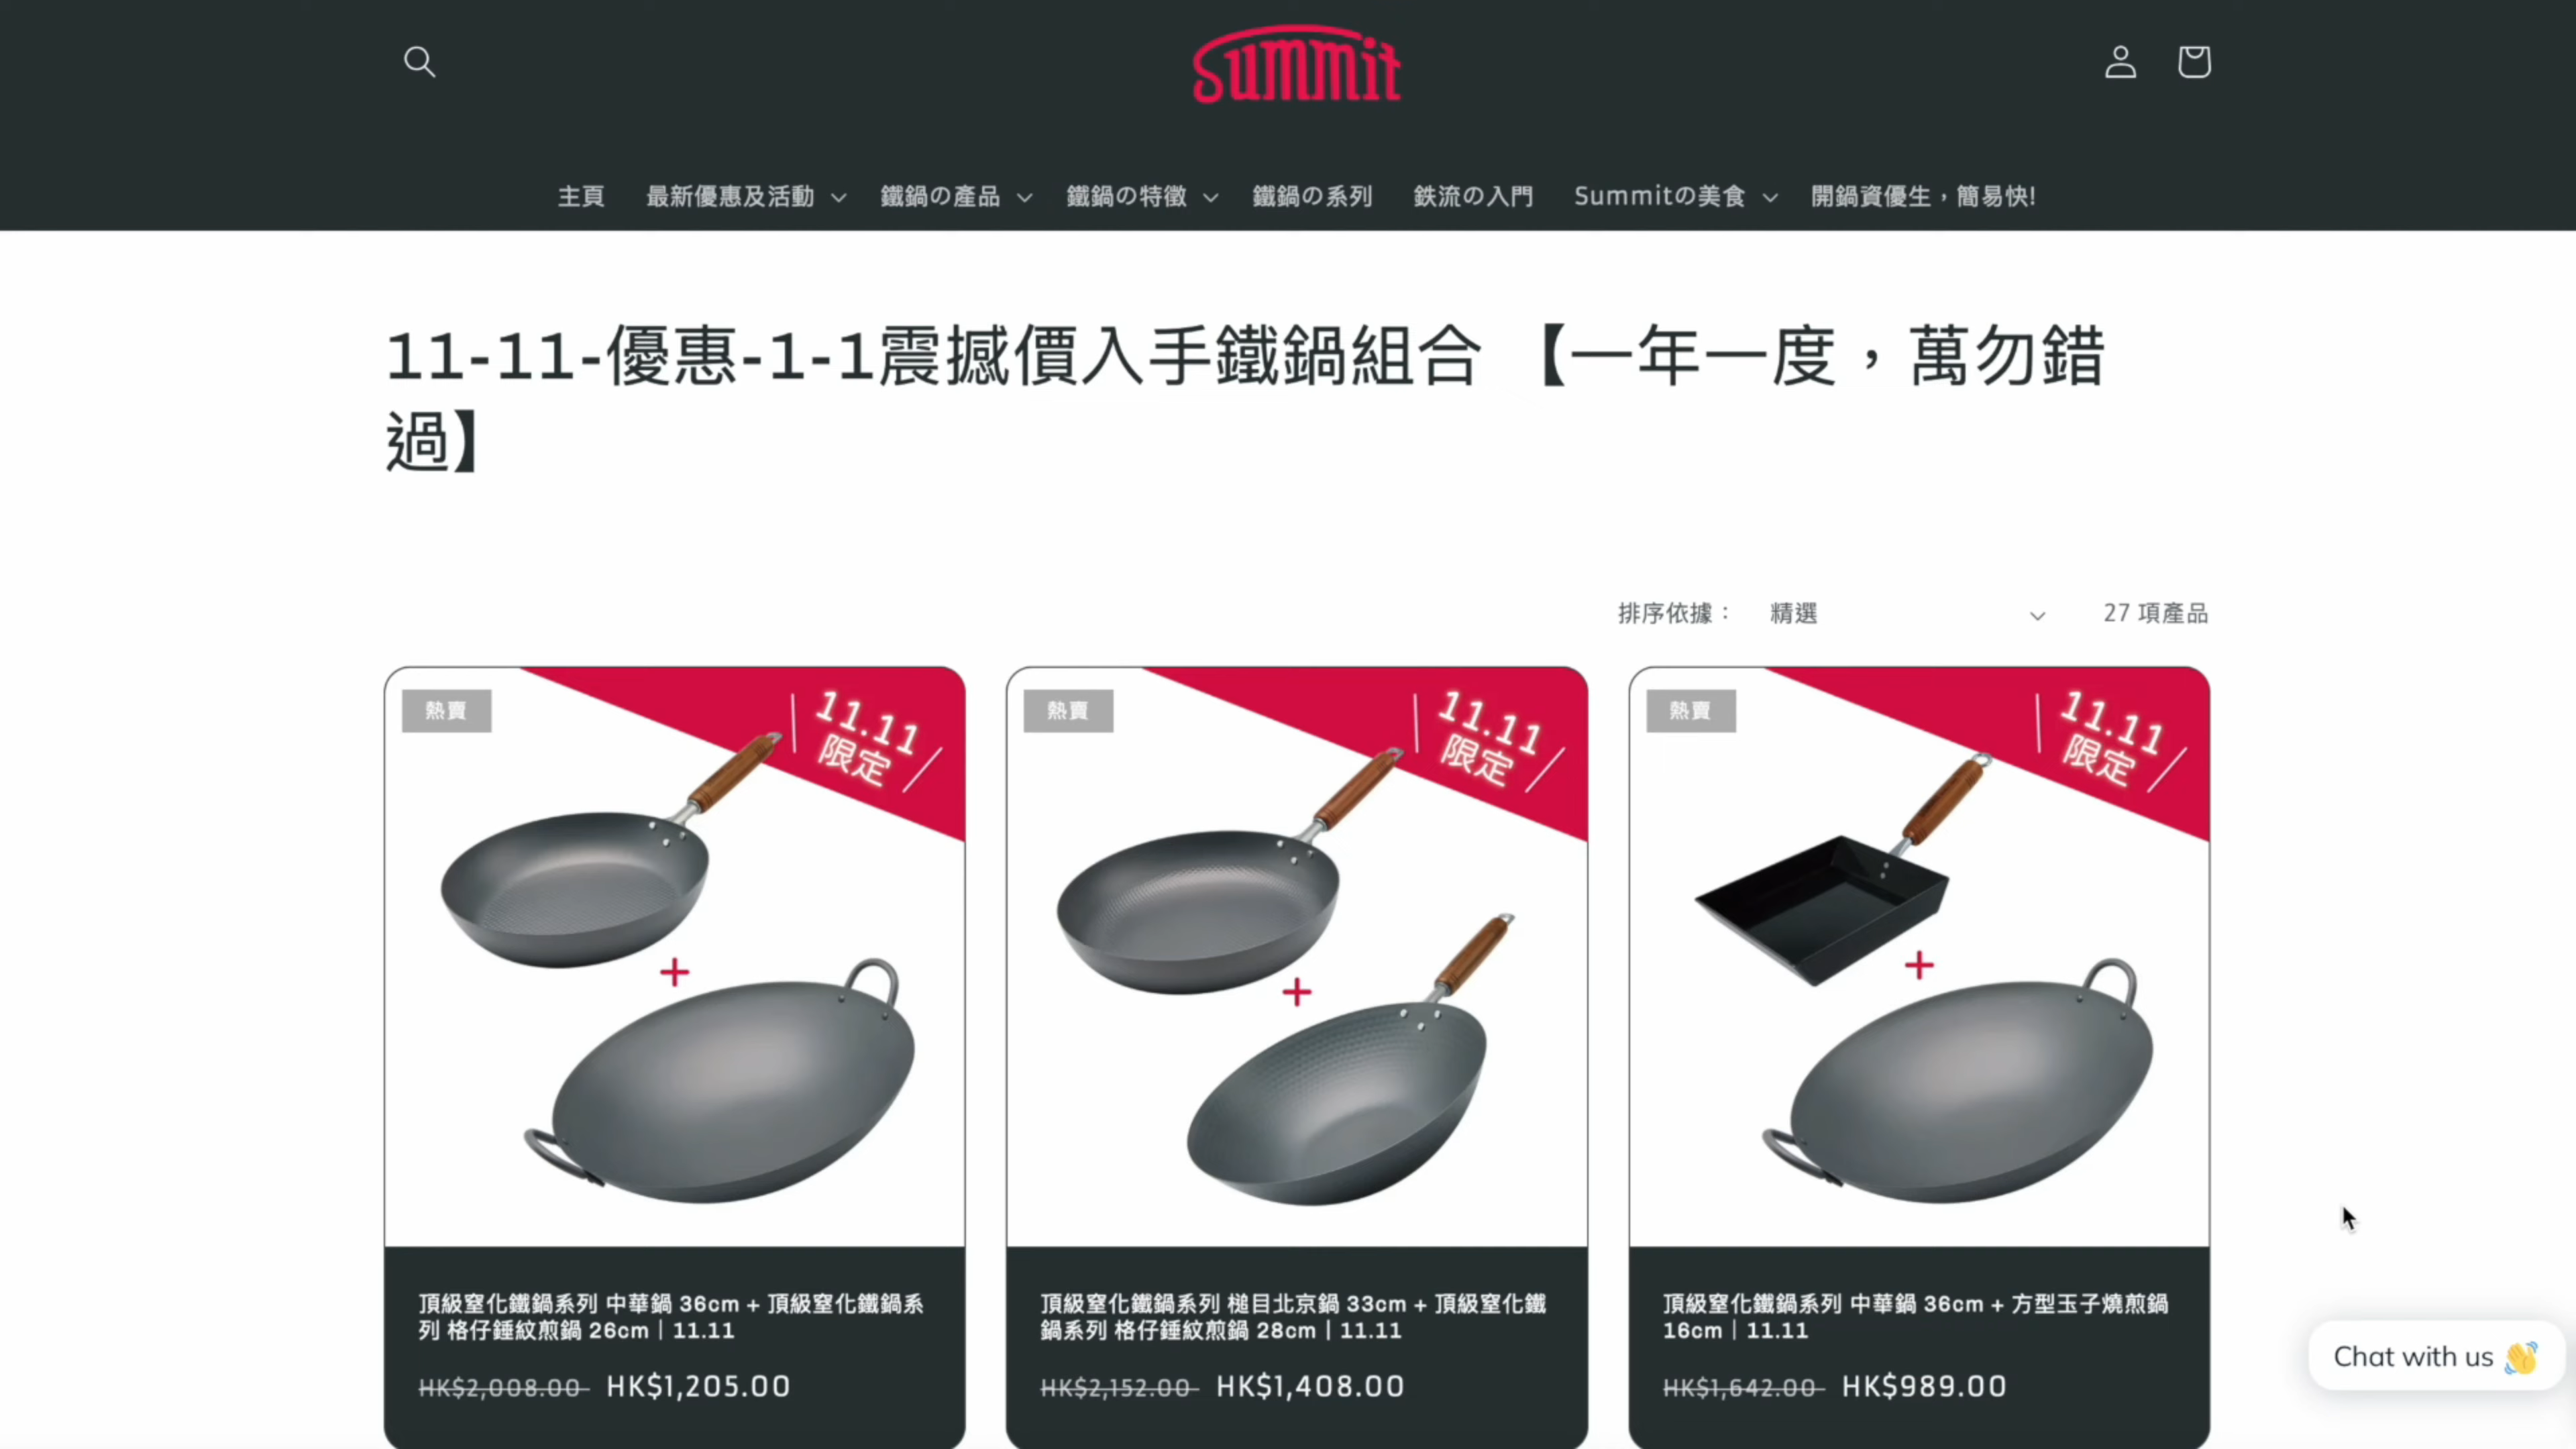 Summit
主頁 最新優惠及活動 鐵鍋の產品 鐵鍋の特徵 鐵鍋の系列 鉄流の入門 Summitの美食 開鍋資優生，簡易快!
11-11-優惠-1-1震撼價入手鐵鍋組合 【一年一度，萬勿錯
過】
排序依據： 精選 27 項產品
熱賣
11.11
限定
熱賣
11.11
限定
熱賣
11.11
限定
頂級窒化鐵鍋系列 中華鍋 36cm + 頂級窒化鐵鍋系
列 格仔錘紋煎鍋 26cm｜11.11
HK$2,008.00 HK$1,205.00
頂級窒化鐵鍋系列 槌目北京鍋 33cm + 頂級窒化鐵
鍋系列 格仔錘紋煎鍋 28cm | 11.11
HK$2,152.00 HK$1,408.00
頂級窒化鐵鍋系列 中華鍋 36cm + 方型玉子燒煎鍋
16cm｜11.11
HK$1,642.00 HK$989.00
Chat with us 👋